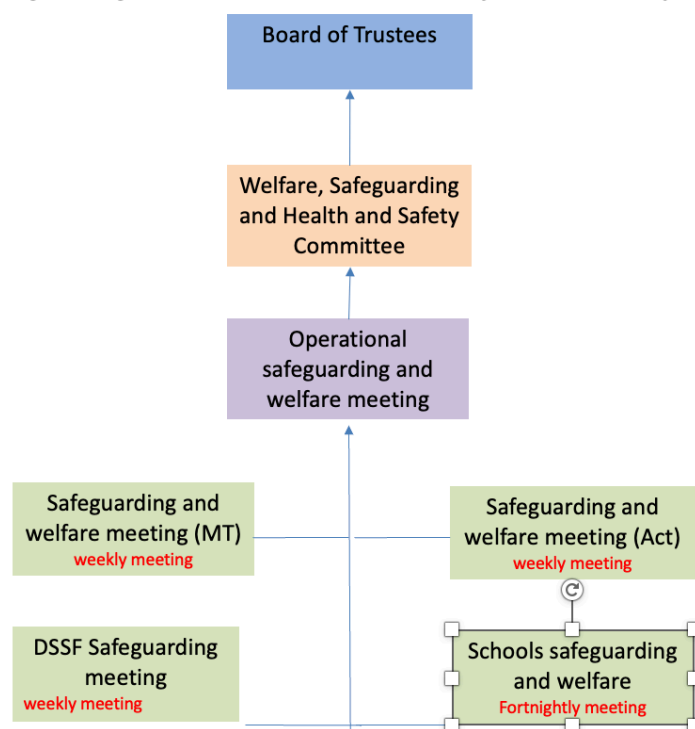 Board of Trustees
Welfare, Safeguarding
and Health and Safety
Committee
Operational
safeguarding and
welfare meeting
Safeguarding and
welfare meeting (MT)
weekly meeting
Safeguarding and
welfare meeting (Act)
weekly meeting
DSSF Safeguarding
meeting
weekly meeting
Schools safeguarding
and welfare
Fortnightly meeting